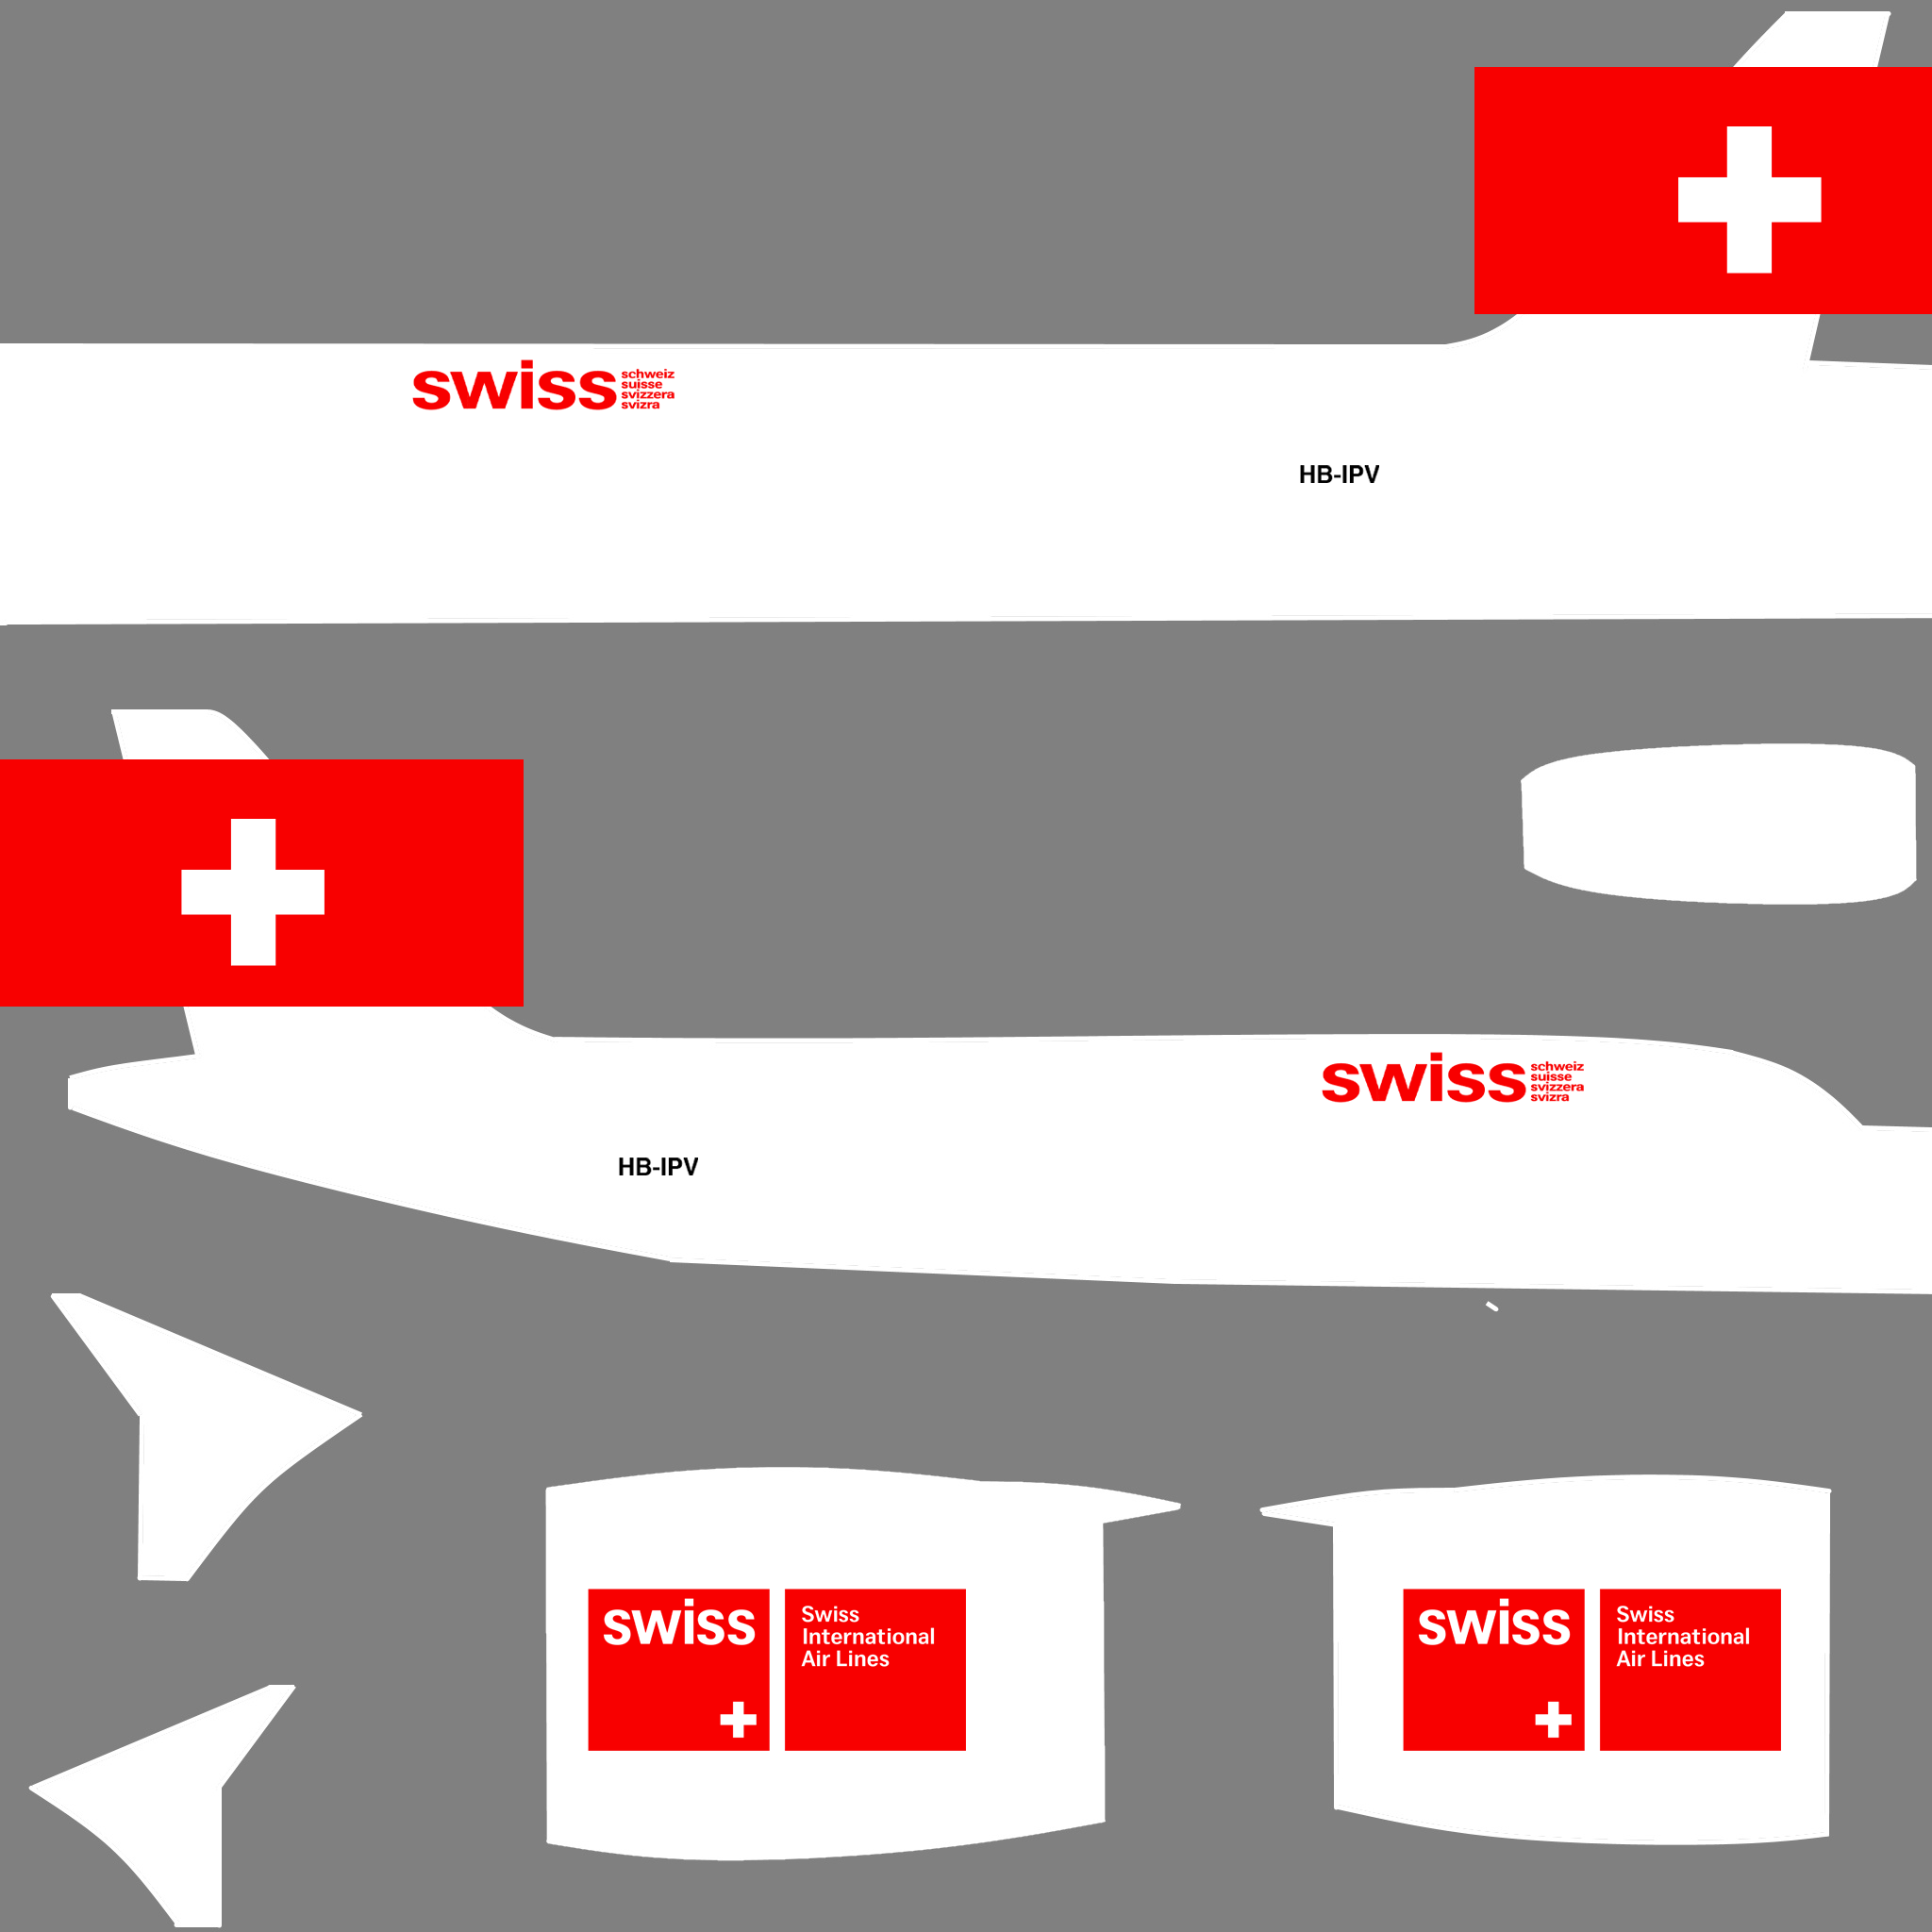 swiss
schweiz
suisse
svizzera
svizra
HB-IPV
swiss
schweiz
suisse
svizzera
svizra
HB-IPV
swiss
Swiss
International
Air Lines
swiss
Swiss
International
Air Lines